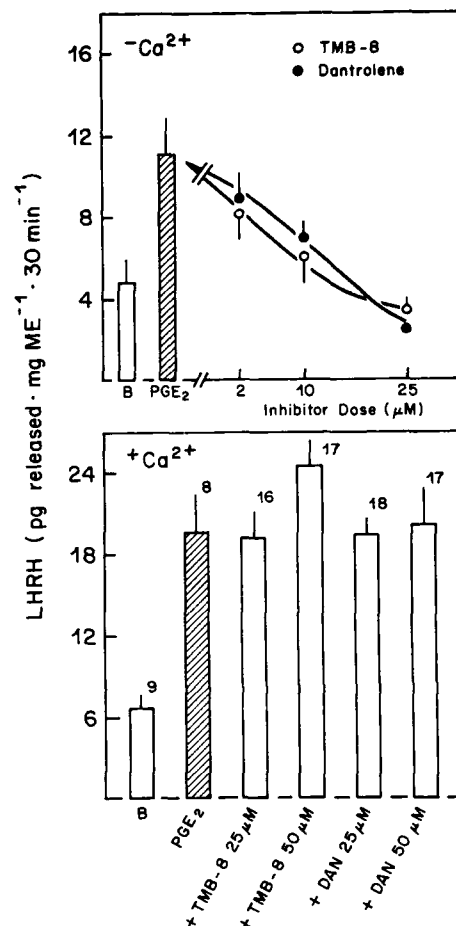 −Ca²⁺
○ TMB-8
● Dantrolene
16
12
8
4
B
PGE₂
2
10
25
Inhibitor Dose (μM)
LHRH (pg released · mg ME⁻¹ · 30 min⁻¹)
+Ca²⁺
24
18
12
6
9
8
16
17
18
17
B
PGE₂
+ TMB-8 25 μM
+ TMB-8 50 μM
+ DAN 25 μM
+ DAN 50 μM